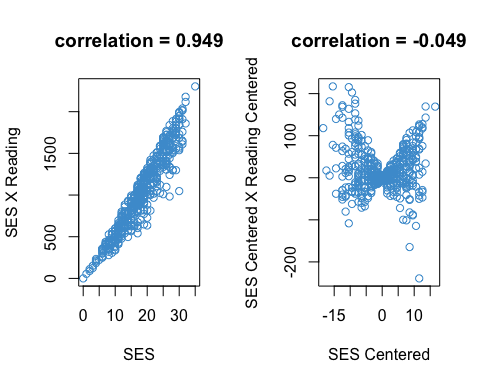 correlation = 0.949
SES X Reading
0
500
1500
0
10
20
30
SES
correlation = -0.049
SES Centered X Reading Centered
-200
0
100
200
-15
0
10
SES Centered